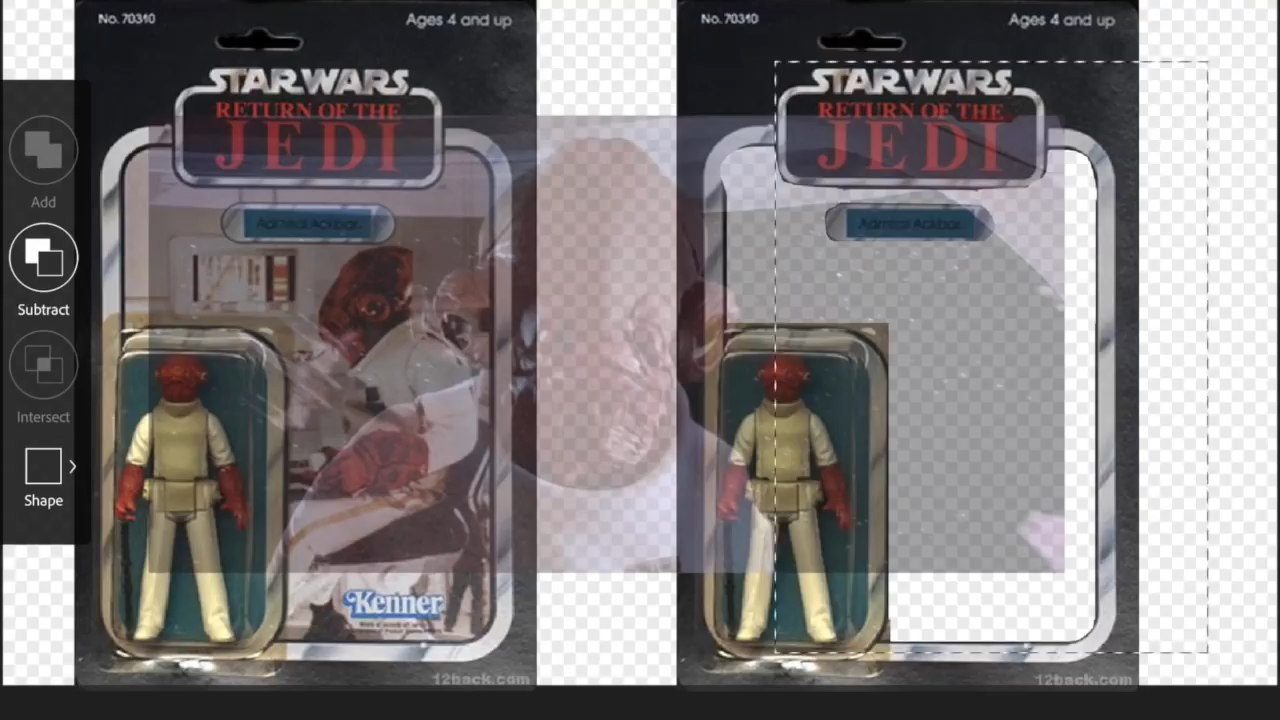 No. 70310
Ages 4 and up
STAR WARS
RETURN OF THE
JEDI
Admiral Ackbar
Kenner
12back.com
No. 70310
Ages 4 and up
STAR WARS
RETURN OF THE
JEDI
Admiral Ackbar
12back.com
Add
Subtract
Intersect
Shape